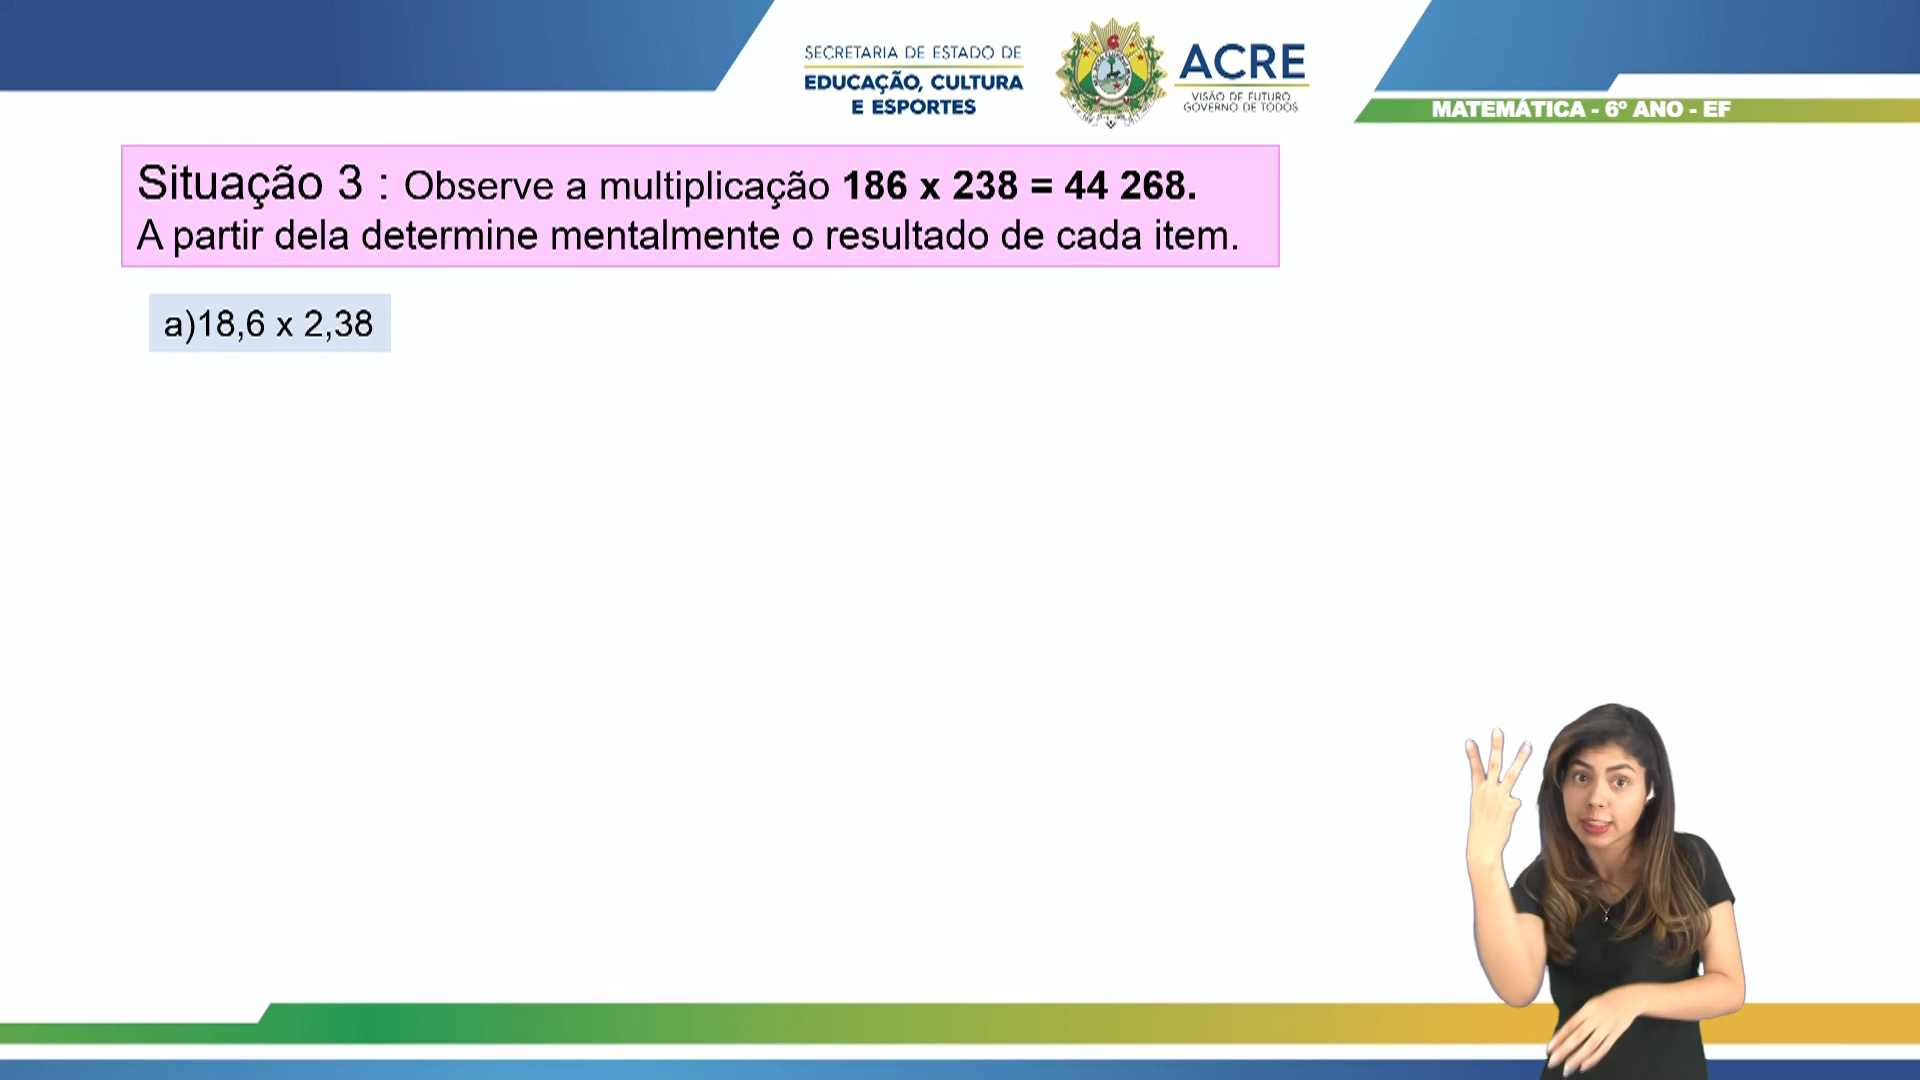 SECRETARIA DE ESTADO DE
EDUCAÇÃO, CULTURA
E ESPORTES
ACRE
VISÃO DE FUTURO
GOVERNO DE TODOS
MATEMÁTICA - 6º ANO - EF
Situação 3 : Observe a multiplicação 186 x 238 = 44 268.
A partir dela determine mentalmente o resultado de cada item.
a)18,6 x 2,38